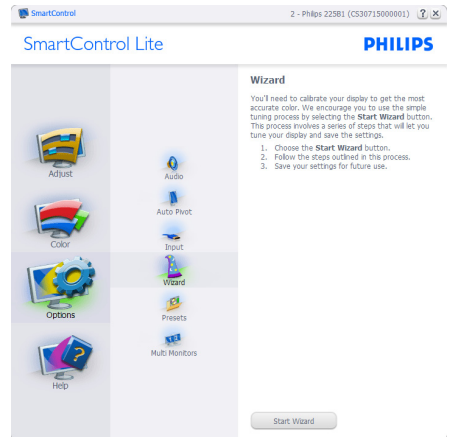 SmartControl
2 - Philips 225B1 (CS30715000001)
?
X
SmartControl Lite
PHILIPS
Adjust
Color
Options
Help
Audio
Auto Pivot
Input
Wizard
Presets
Multi Monitors
Wizard
You'll need to calibrate your display to get the most
accurate color. We encourage you to use the simple
tuning process by selecting the Start Wizard button.
This process involves a series of steps that will let you
tune your display and save the settings.
1. Choose the Start Wizard button.
2. Follow the steps outlined in this process.
3. Save your settings for future use.
Start Wizard